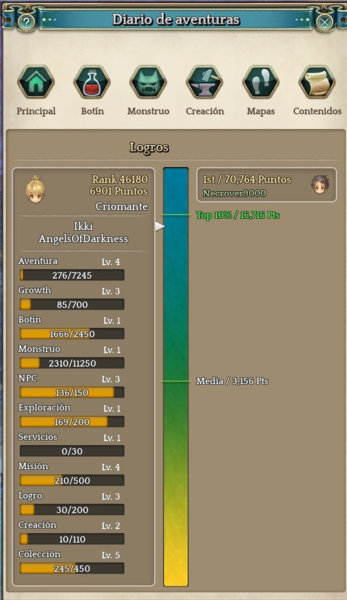 Diario de aventuras
Principal
Botín
Monstruo
Creación
Mapas
Contenidos
Logros
Rank 46180
6901 Puntos
Criomante
Ikki
AngelsOfDarkness
Aventura Lv. 4
276/7245
Growth Lv. 3
85/700
Botín Lv. 1
1666/2450
Monstruo Lv. 1
2310/11250
NPC Lv. 3
136/150
Exploración Lv. 1
169/200
Servicios Lv. 1
0/30
Misión Lv. 4
210/500
Logro Lv. 3
30/200
Creación Lv. 2
10/110
Colección Lv. 5
245/450
1st / 70,764 Puntos
Necrover9000
Top 10% / 16,716 Pts
Media / 3,156 Pts